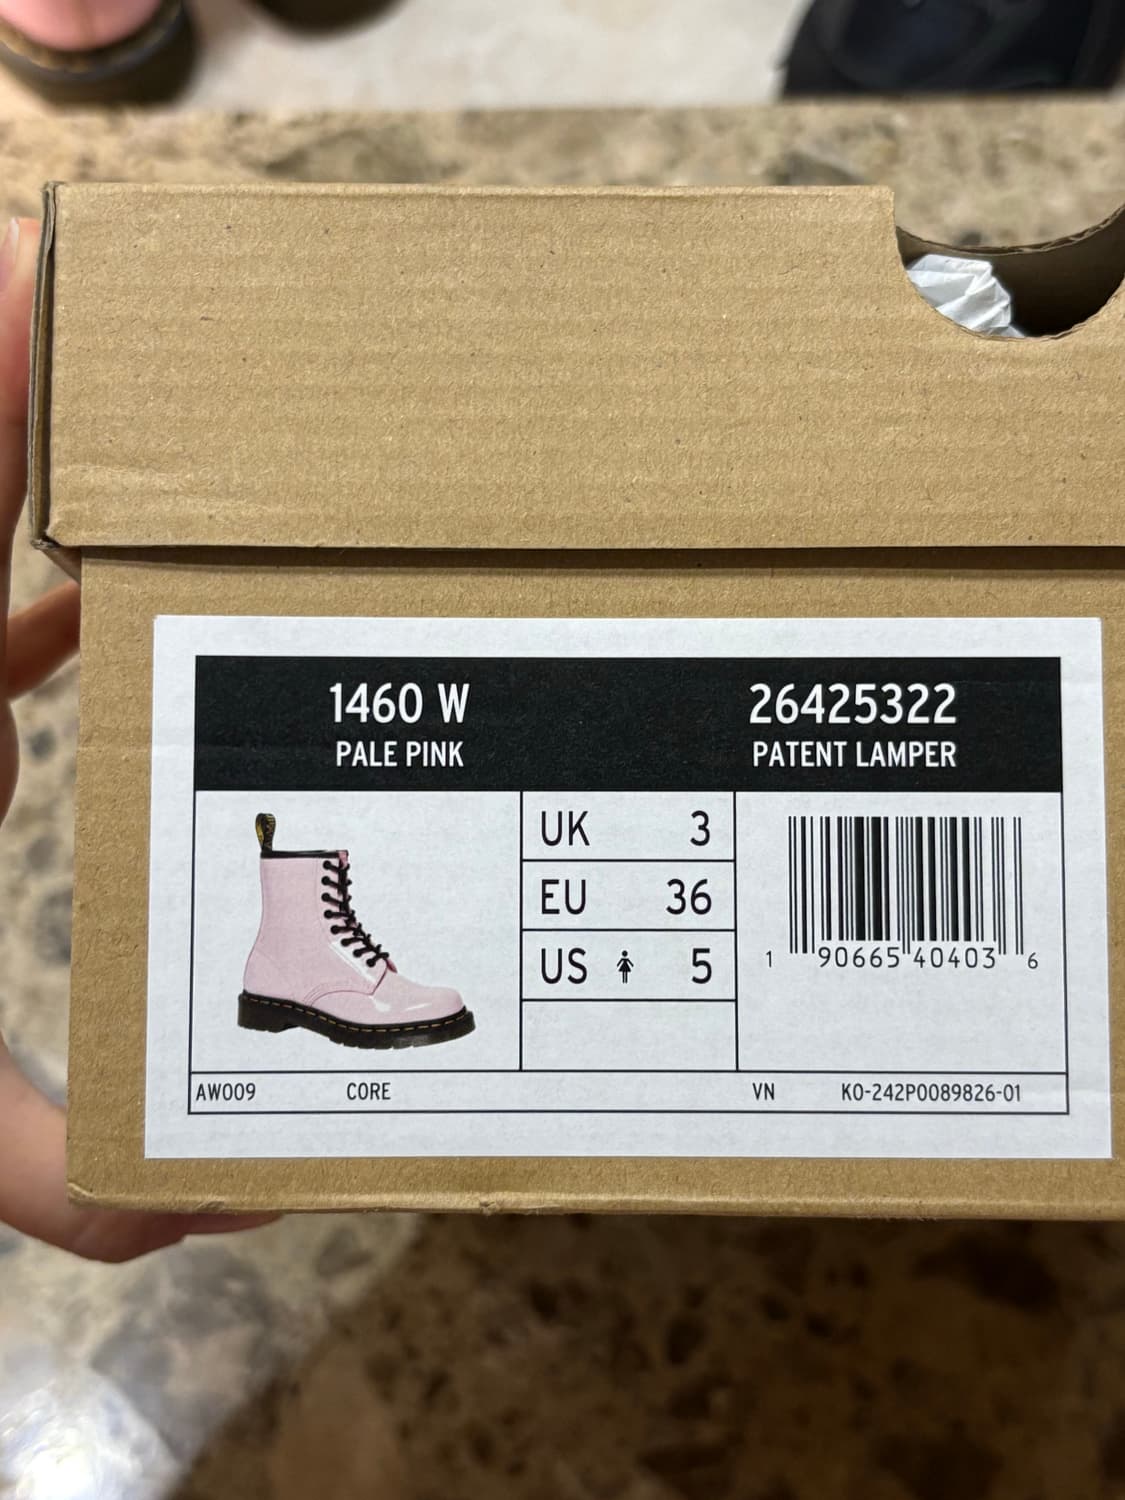 1460 W
PALE PINK
26425322
PATENT LAMPER
UK 3
EU 36
US 5
1 90665 40403 6
AW009 CORE VN KO-242P0089826-01